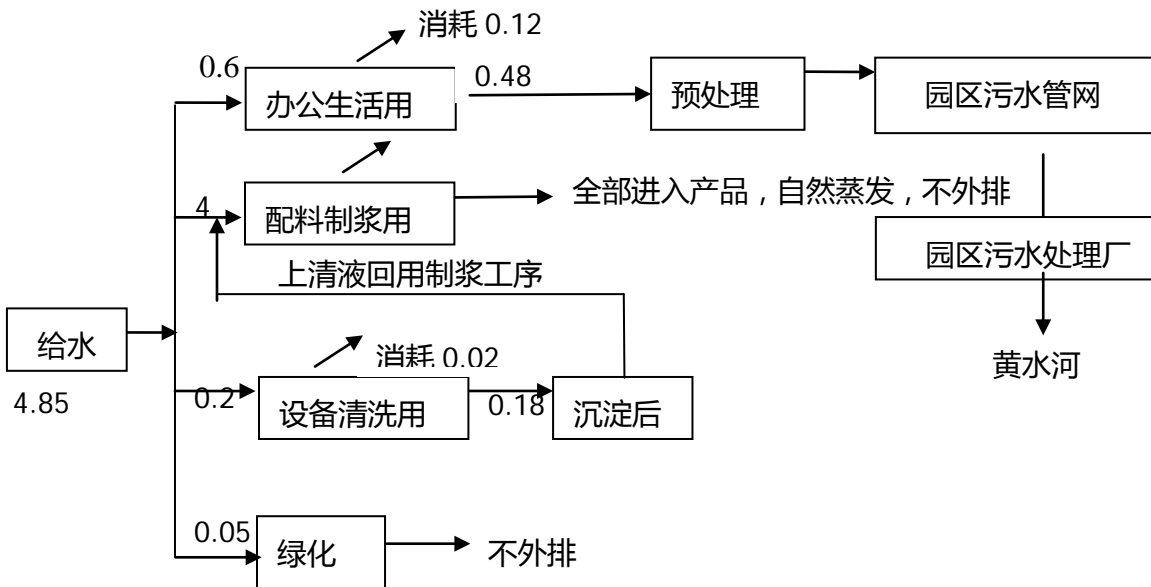 消耗 0.12
0.6
办公生活用
0.48
预处理
园区污水管网
4
配料制浆用
全部进入产品，自然蒸发，不外排
园区污水处理厂
上清液回用制浆工序
给水
4.85
消耗 0.02
0.2
设备清洗用
0.18
沉淀后
黄水河
0.05
绿化
不外排